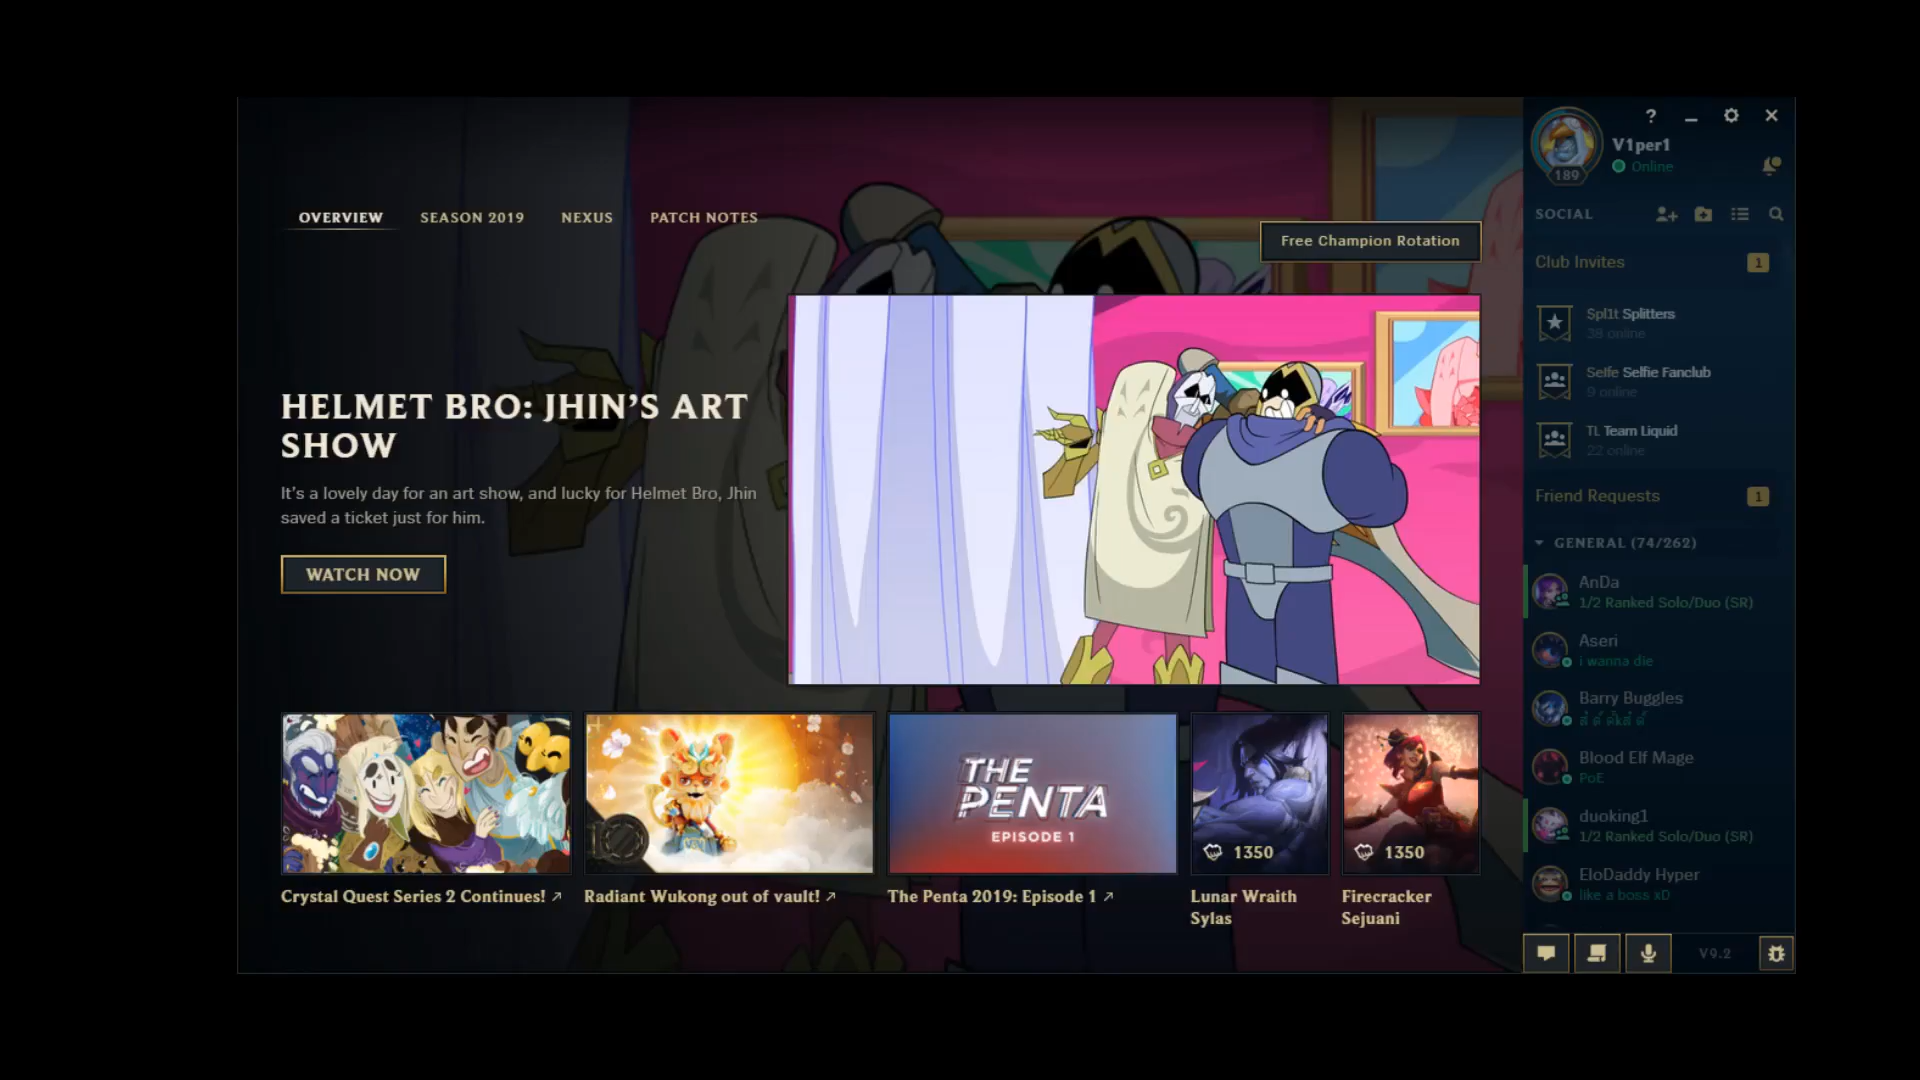 ?
V1per1
Online
189
OVERVIEW SEASON 2019 NEXUS PATCH NOTES
Free Champion Rotation
HELMET BRO: JHIN’S ART
SHOW
It’s a lovely day for an art show, and lucky for Helmet Bro, Jhin
saved a ticket just for him.
WATCH NOW
THE
PENTA
EPISODE 1
1350
1350
Crystal Quest Series 2 Continues! ↗
Radiant Wukong out of vault! ↗
The Penta 2019: Episode 1 ↗
Lunar Wraith
Sylas
Firecracker
Sejuani
SOCIAL
Club Invites 1
Spl1t Splitters
38 online
Selfie Fanclub
9 online
TL Team Liquid
22 online
Friend Requests 1
GENERAL (74/262)
AnDa
1/2 Ranked Solo/Duo (SR)
Aseri
i wanna die
Barry Buggles
Blood Elf Mage
PoE
duoking1
1/2 Ranked Solo/Duo (SR)
EloDaddy Hyper
like a boss xD
V9.2